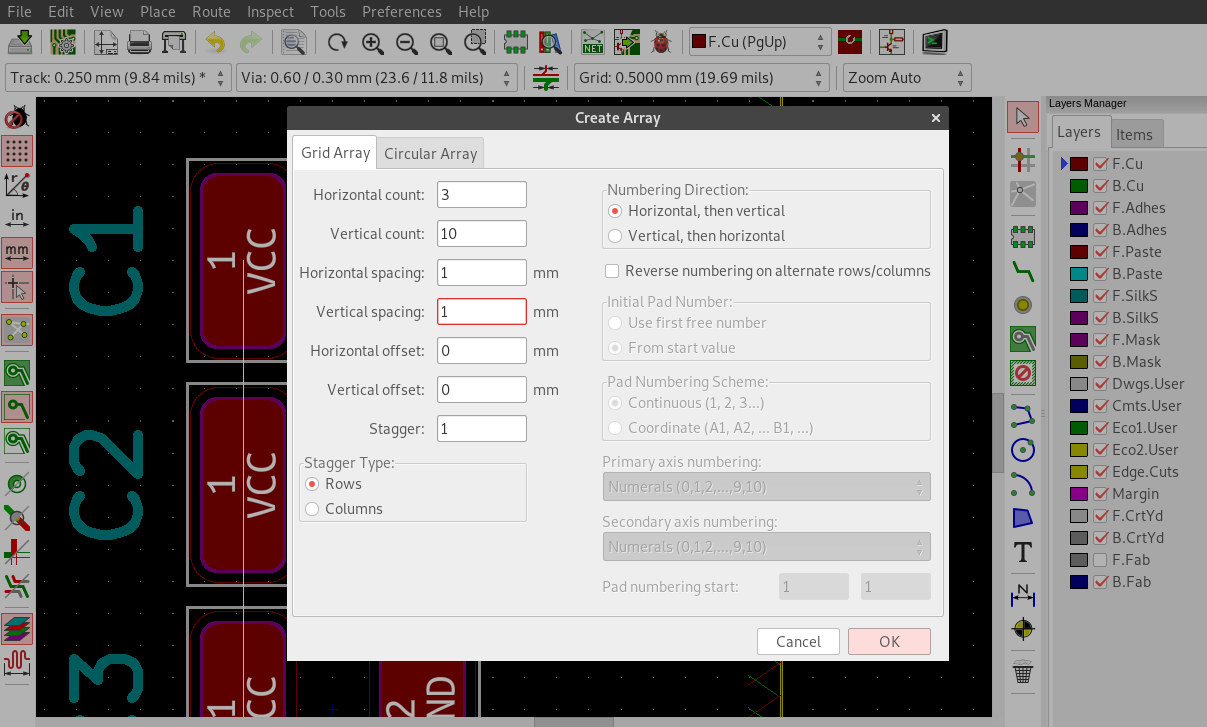 File Edit View Place Route Inspect Tools Preferences Help
NET
F.Cu (PgUp)
Track: 0.250 mm (9.84 mils) * Via: 0.60 / 0.30 mm (23.6 / 11.8 mils) Grid: 0.5000 mm (19.69 mils) Zoom Auto
Layers Manager
Layers Items
F.Cu
B.Cu
F.Adhes
B.Adhes
F.Paste
B.Paste
F.SilkS
B.SilkS
F.Mask
B.Mask
Dwgs.User
Cmts.User
Eco1.User
Eco2.User
Edge.Cuts
Margin
F.CrtYd
B.CrtYd
F.Fab
B.Fab
in
mm
T
N
C1
1
VCC
C2
1
VCC
C3
1
VCC
2
ND
Create Array
Grid Array Circular Array
Horizontal count: 3
Vertical count: 10
Horizontal spacing: 1 mm
Vertical spacing: 1 mm
Horizontal offset: 0 mm
Vertical offset: 0 mm
Stagger: 1
Stagger Type:
Rows
Columns
Numbering Direction:
Horizontal, then vertical
Vertical, then horizontal
Reverse numbering on alternate rows/columns
Initial Pad Number:
Use first free number
From start value
Pad Numbering Scheme:
Continuous (1, 2, 3...)
Coordinate (A1, A2, ... B1, ...)
Primary axis numbering:
Numerals (0,1,2,...,9,10)
Secondary axis numbering:
Numerals (0,1,2,...,9,10)
Pad numbering start: 1 1
Cancel OK